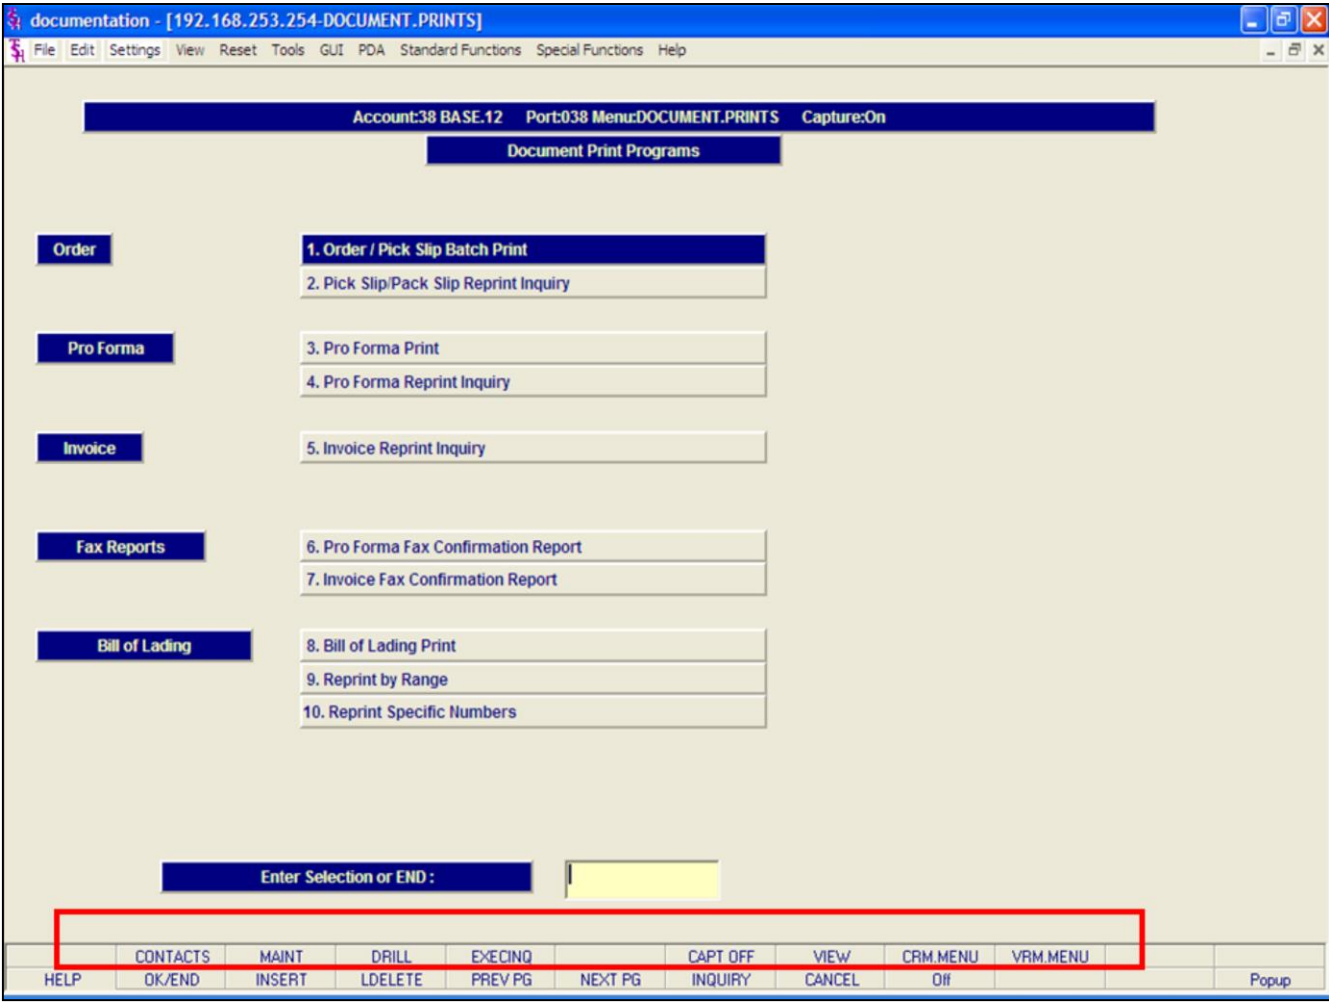 documentation - [192.168.253.254-DOCUMENT.PRINTS]
File Edit Settings View Reset Tools GUI PDA Standard Functions Special Functions Help
Account:38 BASE.12 Port:038 Menu:DOCUMENT.PRINTS Capture:On
Document Print Programs
Order
1. Order / Pick Slip Batch Print
2. Pick Slip/Pack Slip Reprint Inquiry
Pro Forma
3. Pro Forma Print
4. Pro Forma Reprint Inquiry
Invoice
5. Invoice Reprint Inquiry
Fax Reports
6. Pro Forma Fax Confirmation Report
7. Invoice Fax Confirmation Report
Bill of Lading
8. Bill of Lading Print
9. Reprint by Range
10. Reprint Specific Numbers
Enter Selection or END :
CONTACTS MAINT DRILL EXECINQ CAPT OFF VIEW CRM.MENU VRM.MENU
HELP OK/END INSERT LDELETE PREV PG NEXT PG INQUIRY CANCEL Off Popup